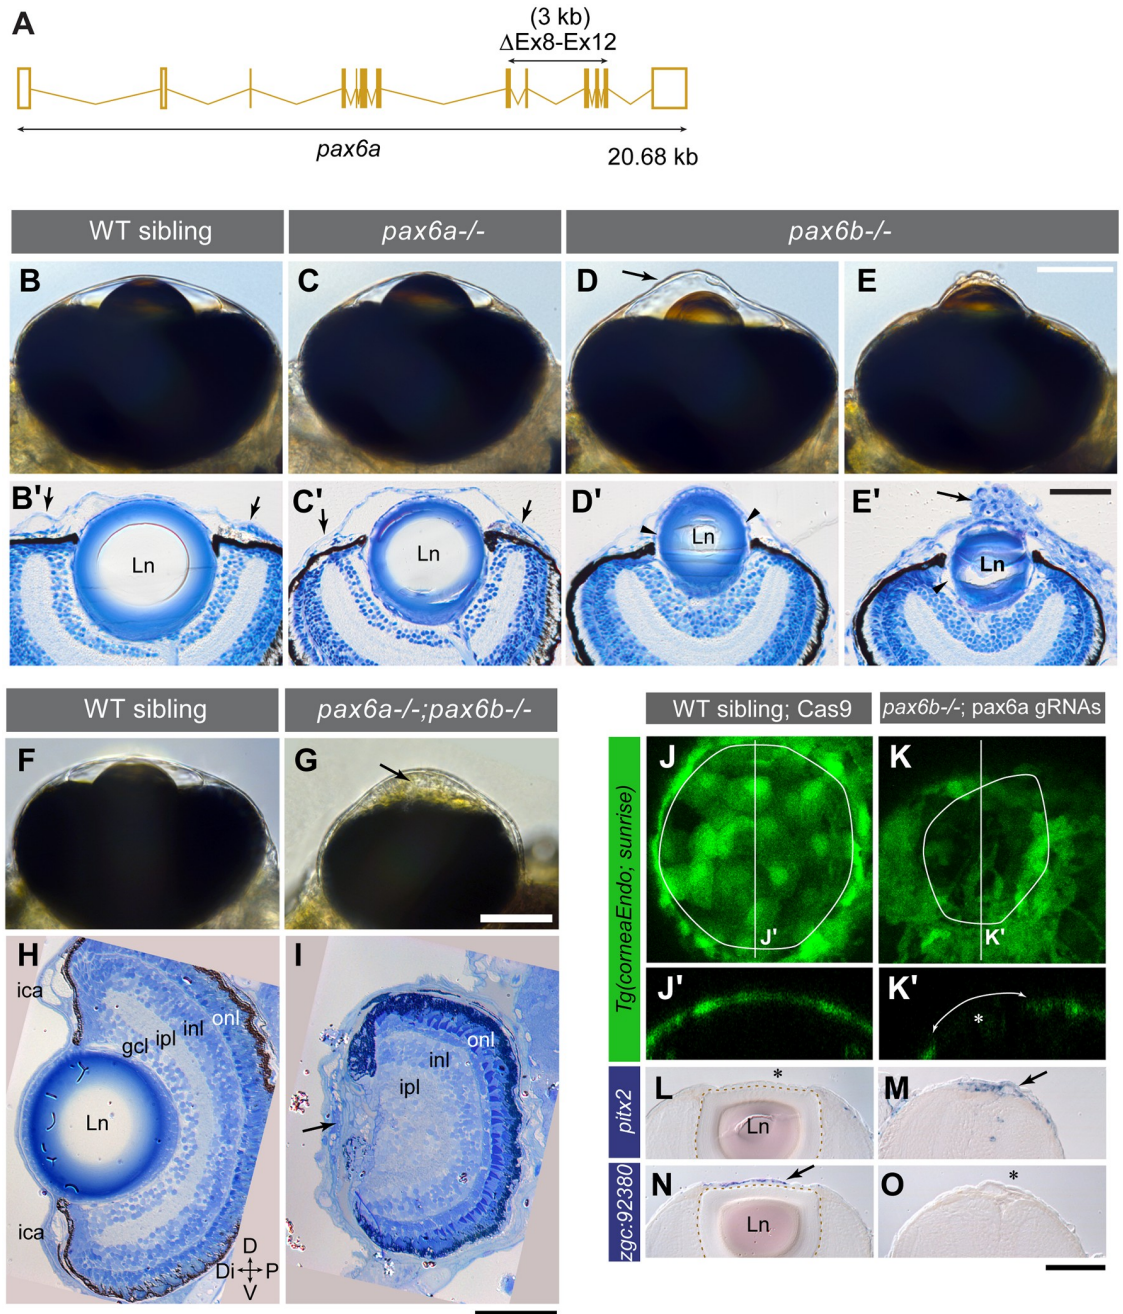 A
(3 kb)
ΔEx8-Ex12
pax6a
20.68 kb
WT sibling
pax6a-/-
pax6b-/-
B
C
D
E
B'
C'
D'
E'
Ln
Ln
Ln
Ln
WT sibling
pax6a-/-;pax6b-/-
F
G
H
I
ica
gcl
ipl
inl
onl
Ln
ica
D
Di
P
V
onl
inl
ipl
WT sibling; Cas9
pax6b-/-; pax6a gRNAs
Tg(corneaEndo; sunrise)
J
K
J'
K'
J'
K'
*
pitx2
L
*
Ln
M
zgc:92380
N
Ln
O
*